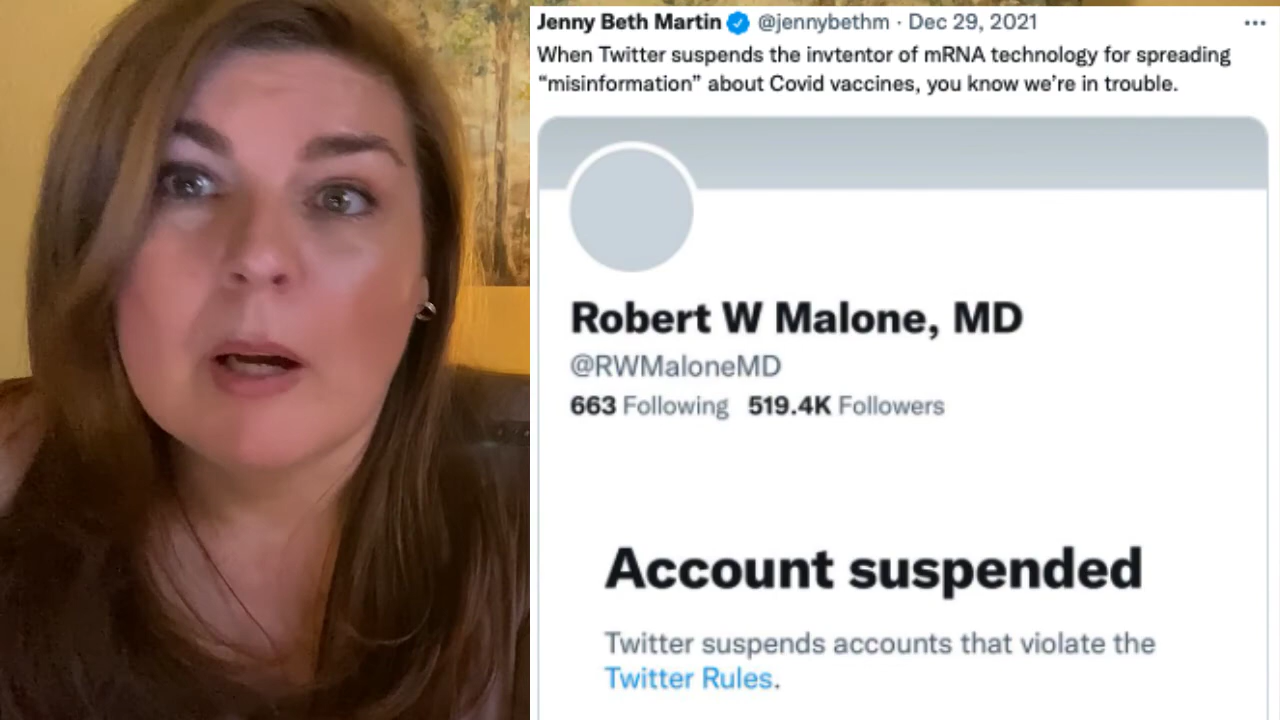 Jenny Beth Martin @jennybethm · Dec 29, 2021
When Twitter suspends the invtentor of mRNA technology for spreading
“misinformation” about Covid vaccines, you know we’re in trouble.
Robert W Malone, MD
@RWMaloneMD
663 Following 519.4K Followers
Account suspended
Twitter suspends accounts that violate the
Twitter Rules.